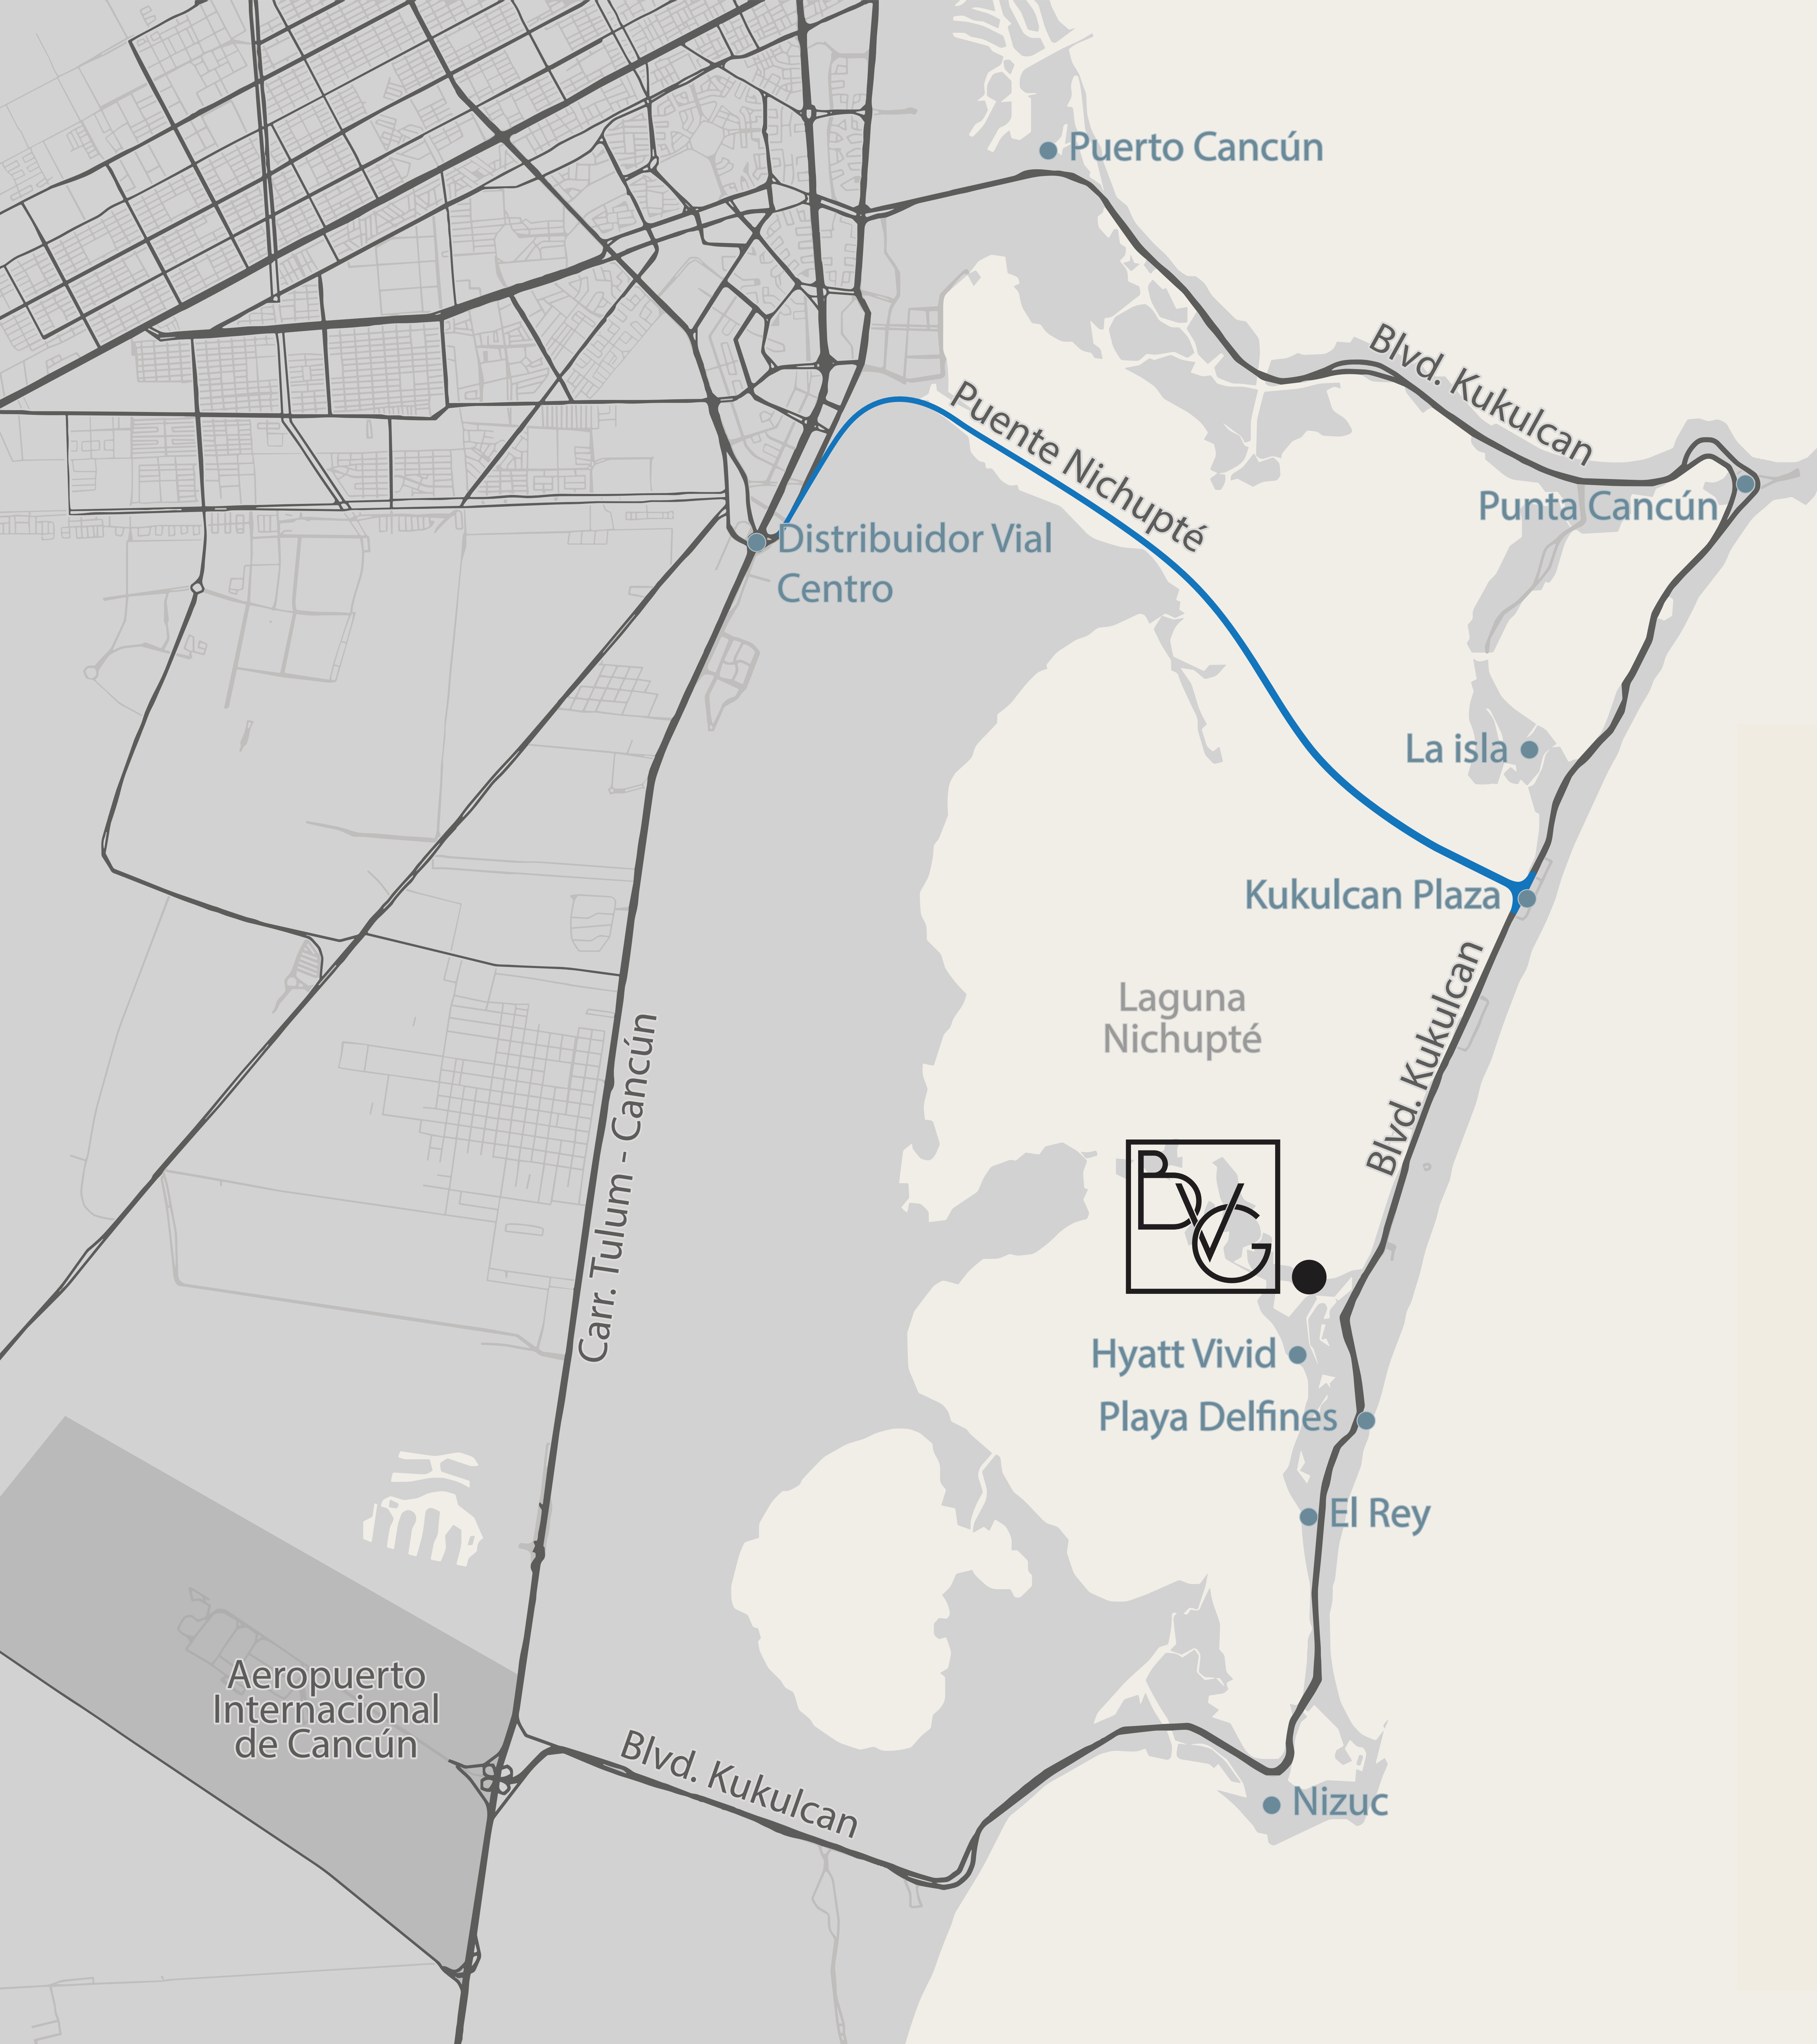 Puerto Cancún
Blvd. Kukulcan
Puente Nichupté
Punta Cancún
Distribuidor Vial
Centro
La isla
Kukulcan Plaza
Laguna
Nichupté
Blvd. Kukulcan
Carr. Tulum - Cancún
BVG
Hyatt Vivid
Playa Delfines
El Rey
Aeropuerto
Internacional
de Cancún
Blvd. Kukulcan
Nizuc